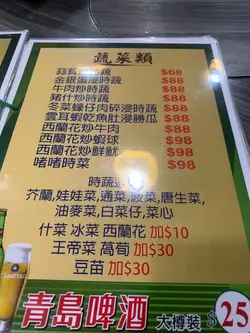 蔬菜類
蒜蓉炒時蔬 $68
金銀蛋浸時蔬 $88
牛肉炒時蔬 $88
豬什炒時蔬 $88
冬菜蠔仔肉碎浸時蔬 $88
雲耳蝦乾魚肚浸勝瓜 $88
西蘭花炒牛肉 $88
西蘭花炒蝦球 $98
西蘭花炒鮮魷 $98
啫啫時菜 $98
時蔬
芥蘭,娃娃菜,通菜,菠菜,唐生菜,
油麥菜,白菜仔,菜心
什菜 冰菜 西蘭花 加$10
王帝菜 萵筍 加$30
豆苗 加$30
青島啤酒 大樽裝 $25